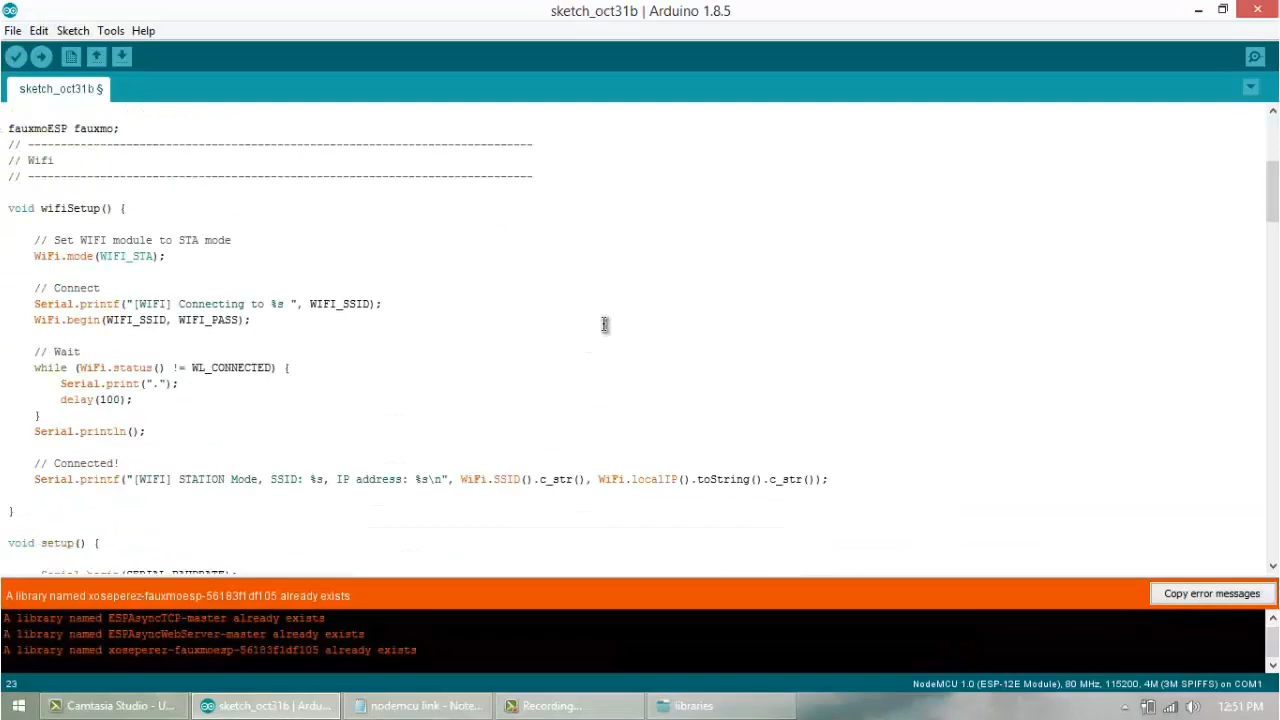 sketch_oct31b | Arduino 1.8.5
File Edit Sketch Tools Help
sketch_oct31b §
fauxmoESP fauxmo;
// -----------------------------------------------------------------------------
// Wifi
// -----------------------------------------------------------------------------
void wifiSetup() {
// Set WIFI module to STA mode
WiFi.mode(WIFI_STA);
// Connect
Serial.printf("[WIFI] Connecting to %s ", WIFI_SSID);
WiFi.begin(WIFI_SSID, WIFI_PASS);
// Wait
while (WiFi.status() != WL_CONNECTED) {
Serial.print(".");
delay(100);
}
Serial.println();
// Connected!
Serial.printf("[WIFI] STATION Mode, SSID: %s, IP address: %s\n", WiFi.SSID().c_str(), WiFi.localIP().toString().c_str());
}
void setup() {
Serial.begin(SERIAL_BAUDRATE);
A library named xoseperez-fauxmoesp-56183f1df105 already exists
Copy error messages
A library named ESPAsyncTCP-master already exists
A library named ESPAsyncWebServer-master already exists
A library named xoseperez-fauxmoesp-56183f1df105 already exists
23
NodeMCU 1.0 (ESP-12E Module), 80 MHz, 115200, 4M (3M SPIFFS) on COM1
Camtasia Studio - U...
sketch_oct31b | Ardu...
nodemcu link - Note...
Recording...
libraries
12:51 PM